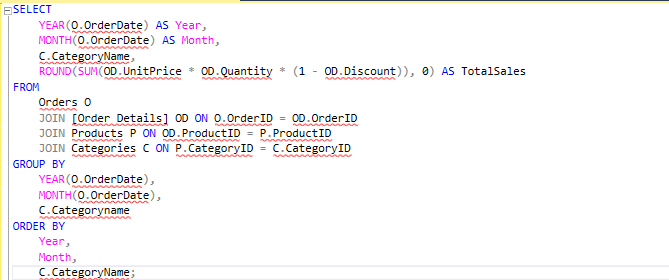 SELECT
YEAR(O.OrderDate) AS Year,
MONTH(O.OrderDate) AS Month,
C.CategoryName,
ROUND(SUM(OD.UnitPrice * OD.Quantity * (1 - OD.Discount)), 0) AS TotalSales
FROM
Orders O
JOIN [Order Details] OD ON O.OrderID = OD.OrderID
JOIN Products P ON OD.ProductID = P.ProductID
JOIN Categories C ON P.CategoryID = C.CategoryID
GROUP BY
YEAR(O.OrderDate),
MONTH(O.OrderDate),
C.Categoryname
ORDER BY
Year,
Month,
C.CategoryName;